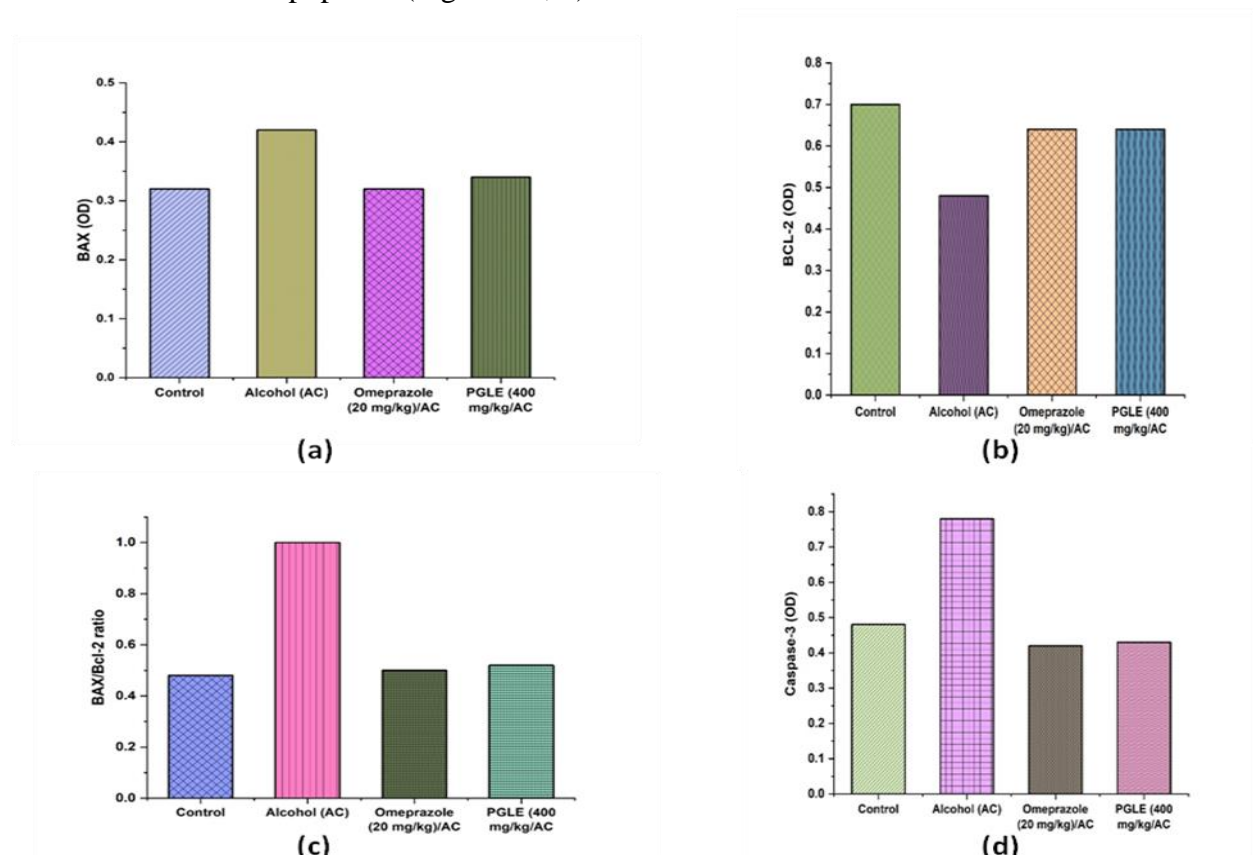 0.5
0.4
0.3
0.2
0.1
0.0
BAX (OD)
Control
Alcohol (AC)
Omeprazole
(20 mg/kg)/AC
PGLE (400
mg/kg/AC
(a)
0.8
0.7
0.6
0.5
0.4
0.3
0.2
0.1
0.0
BCL-2 (OD)
Control
Alcohol (AC)
Omeprazole
(20 mg/kg)/AC
PGLE (400
mg/kg/AC
(b)
1.0
0.8
0.6
0.4
0.2
0.0
BAX/Bcl-2 ratio
Control
Alcohol (AC)
Omeprazole
(20 mg/kg)/AC
PGLE (400
mg/kg/AC
(c)
0.8
0.7
0.6
0.5
0.4
0.3
0.2
0.1
0.0
Caspase-3 (OD)
Control
Alcohol (AC)
Omeprazole
(20 mg/kg)/AC
PGLE (400
mg/kg/AC
(d)